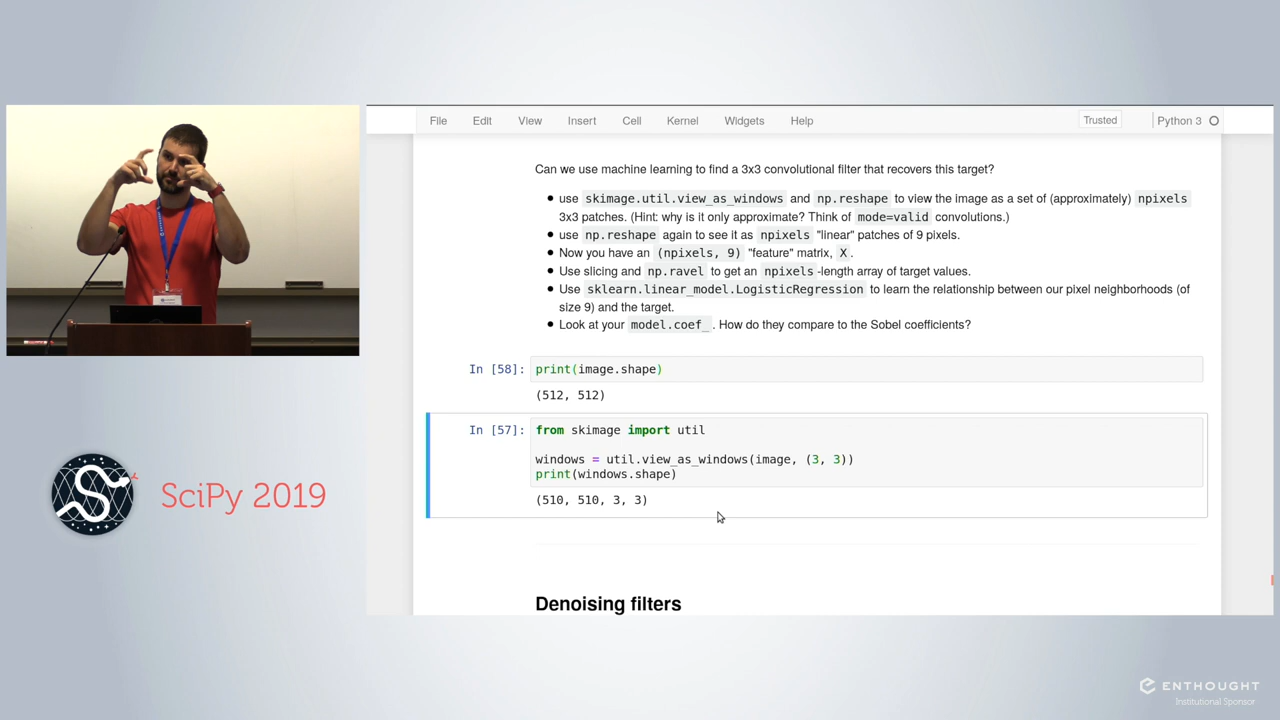 File Edit View Insert Cell Kernel Widgets Help Trusted Python 3
Can we use machine learning to find a 3x3 convolutional filter that recovers this target?
use skimage.util.view_as_windows and np.reshape to view the image as a set of (approximately) npixels
3x3 patches. (Hint: why is it only approximate? Think of mode=valid convolutions.)
use np.reshape again to see it as npixels "linear" patches of 9 pixels.
Now you have an (npixels, 9) "feature" matrix, X.
Use slicing and np.ravel to get an npixels-length array of target values.
Use sklearn.linear_model.LogisticRegression to learn the relationship between our pixel neighborhoods (of
size 9) and the target.
Look at your model.coef_. How do they compare to the Sobel coefficients?
In [58]: print(image.shape)
(512, 512)
In [57]: from skimage import util
windows = util.view_as_windows(image, (3, 3))
print(windows.shape)
(510, 510, 3, 3)
Denoising filters
SciPy 2019
ENTHOUGHT
Institutional Sponsor